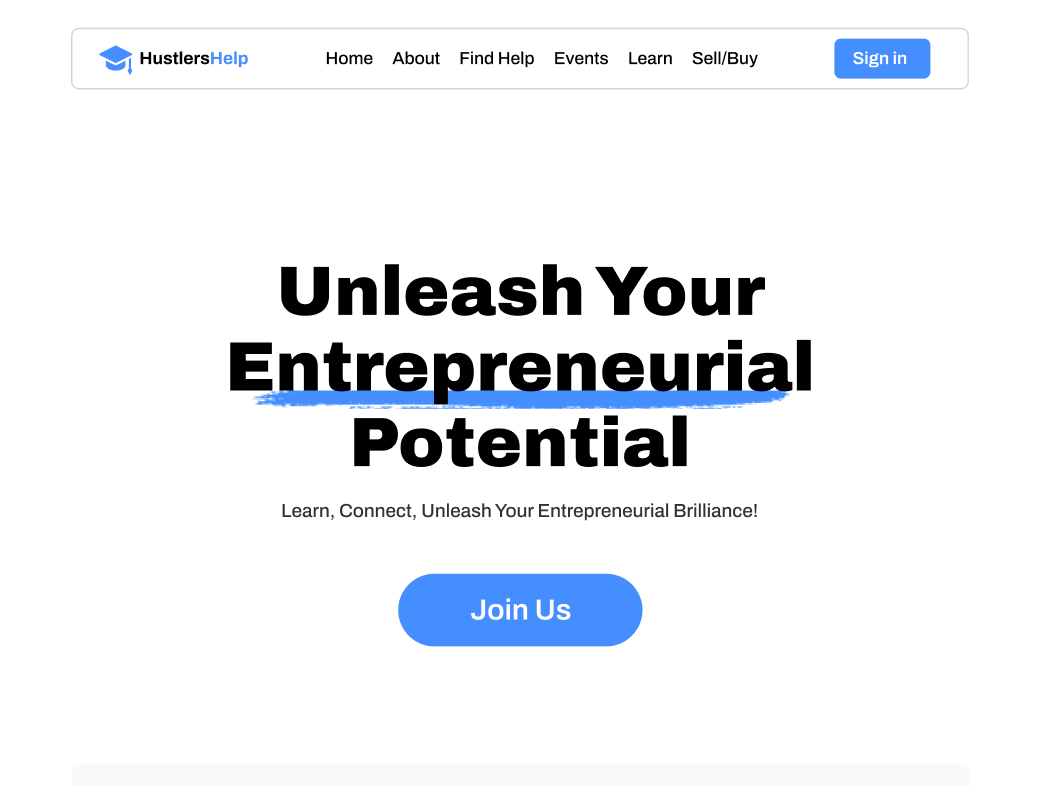 HustlersHelp Home About Find Help Events Learn Sell/Buy Sign in
Unleash Your
Entrepreneurial
Potential
Learn, Connect, Unleash Your Entrepreneurial Brilliance!
Join Us